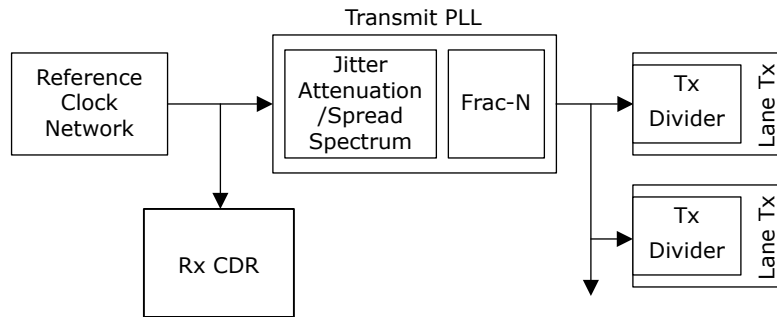 Transmit PLL
Reference
Clock
Network
Jitter
Attenuation
/Spread
Spectrum
Frac-N
Tx
Divider
Lane Tx
Tx
Divider
Lane Tx
Rx CDR